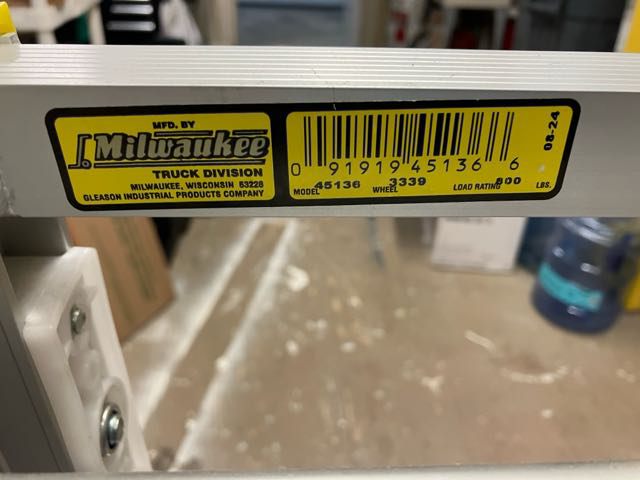 MFD. BY
Milwaukee
TRUCK DIVISION
MILWAUKEE, WISCONSIN 53228
GLEASON INDUSTRIAL PRODUCTS COMPANY
0 91919 45136 6
MODEL 45136 WHEEL 3339 LOAD RATING 800 LBS.
08-24